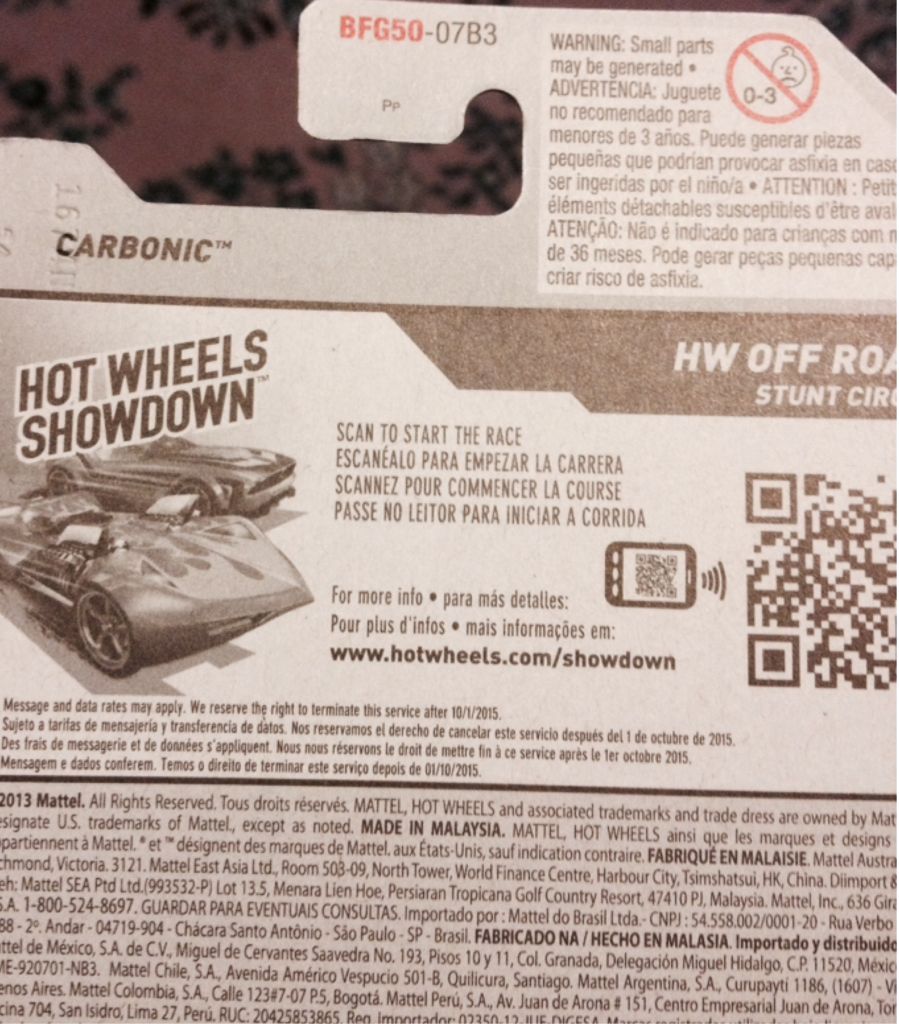 BFG50-07B3
Pp
WARNING: Small parts
may be generated •
ADVERTENCIA: Juguete
no recomendado para
menores de 3 años. Puede generar piezas
pequeñas que podrían provocar asfixia en caso
ser ingeridas por el niño/a • ATTENTION : Petit
éléments détachables susceptibles d'être aval
ATENÇÃO: Não é indicado para crianças com
de 36 meses. Pode gerar peças pequenas cap
criar risco de asfixia.
0-3
CARBONIC™
HW OFF ROA
STUNT CIRC
HOT WHEELS
SHOWDOWN™
SCAN TO START THE RACE
ESCANÉALO PARA EMPEZAR LA CARRERA
SCANNEZ POUR COMMENCER LA COURSE
PASSE NO LEITOR PARA INICIAR A CORRIDA
For more info • para más detalles:
Pour plus d'infos • mais informações em:
www.hotwheels.com/showdown
Message and data rates may apply. We reserve the right to terminate this service after 10/1/2015.
Sujeto a tarifas de mensajería y transferencia de datos. Nos reservamos el derecho de cancelar este servicio después del 1 de octubre de 2015.
Des frais de messagerie et de données s'appliquent. Nous nous réservons le droit de mettre fin à ce service après le 1er octobre 2015.
Mensagem e dados conferem. Temos o direito de terminar este serviço depois de 01/10/2015.
2013 Mattel. All Rights Reserved. Tous droits réservés. MATTEL, HOT WHEELS and associated trademarks and trade dress are owned by Mat
esignate U.S. trademarks of Mattel., except as noted. MADE IN MALAYSIA. MATTEL, HOT WHEELS ainsi que les marques et designs
ppartiennent à Mattel. ® et ™ désignent des marques de Mattel. aux États-Unis, sauf indication contraire. FABRIQUÉ EN MALAISIE. Mattel Austra
chmond, Victoria. 3121. Mattel East Asia Ltd., Room 503-09, North Tower, World Finance Centre, Harbour City, Tsimshatsui, HK, China. Diimport &
eh: Mattel SEA Ptd Ltd.(993532-P) Lot 13.5, Menara Lien Hoe, Persiaran Tropicana Golf Country Resort, 47410 PJ, Malaysia. Mattel, Inc., 636 Gira
S.A. 1-800-524-8697. GUARDAR PARA EVENTUAIS CONSULTAS. Importado por : Mattel do Brasil Ltda.- CNPJ : 54.558.002/0001-20 - Rua Verbo
88 - 2º. Andar - 04719-904 - Chácara Santo Antônio - São Paulo - SP - Brasil. FABRICADO NA / HECHO EN MALASIA. Importado y distribuido
ttel de México, S.A. de C.V., Miguel de Cervantes Saavedra No. 193, Pisos 10 y 11, Col. Granada, Delegación Miguel Hidalgo, C.P. 11520, Méxic
ME-920701-NB3. Mattel Chile, S.A., Avenida Américo Vespucio 501-B, Quilicura, Santiago. Mattel Argentina, S.A., Curupaytí 1186, (1607) - Vi
enos Aires. Mattel Colombia, S.A., Calle 123#7-07 P.5, Bogotá. Mattel Perú, S.A., Av. Juan de Arona # 151, Centro Empresarial Juan de Arona, Tor
cina 704, San Isidro, Lima 27, Perú. RUC: 20425853865. Reg. Importador: 02350-12-JUE-DIGESA.